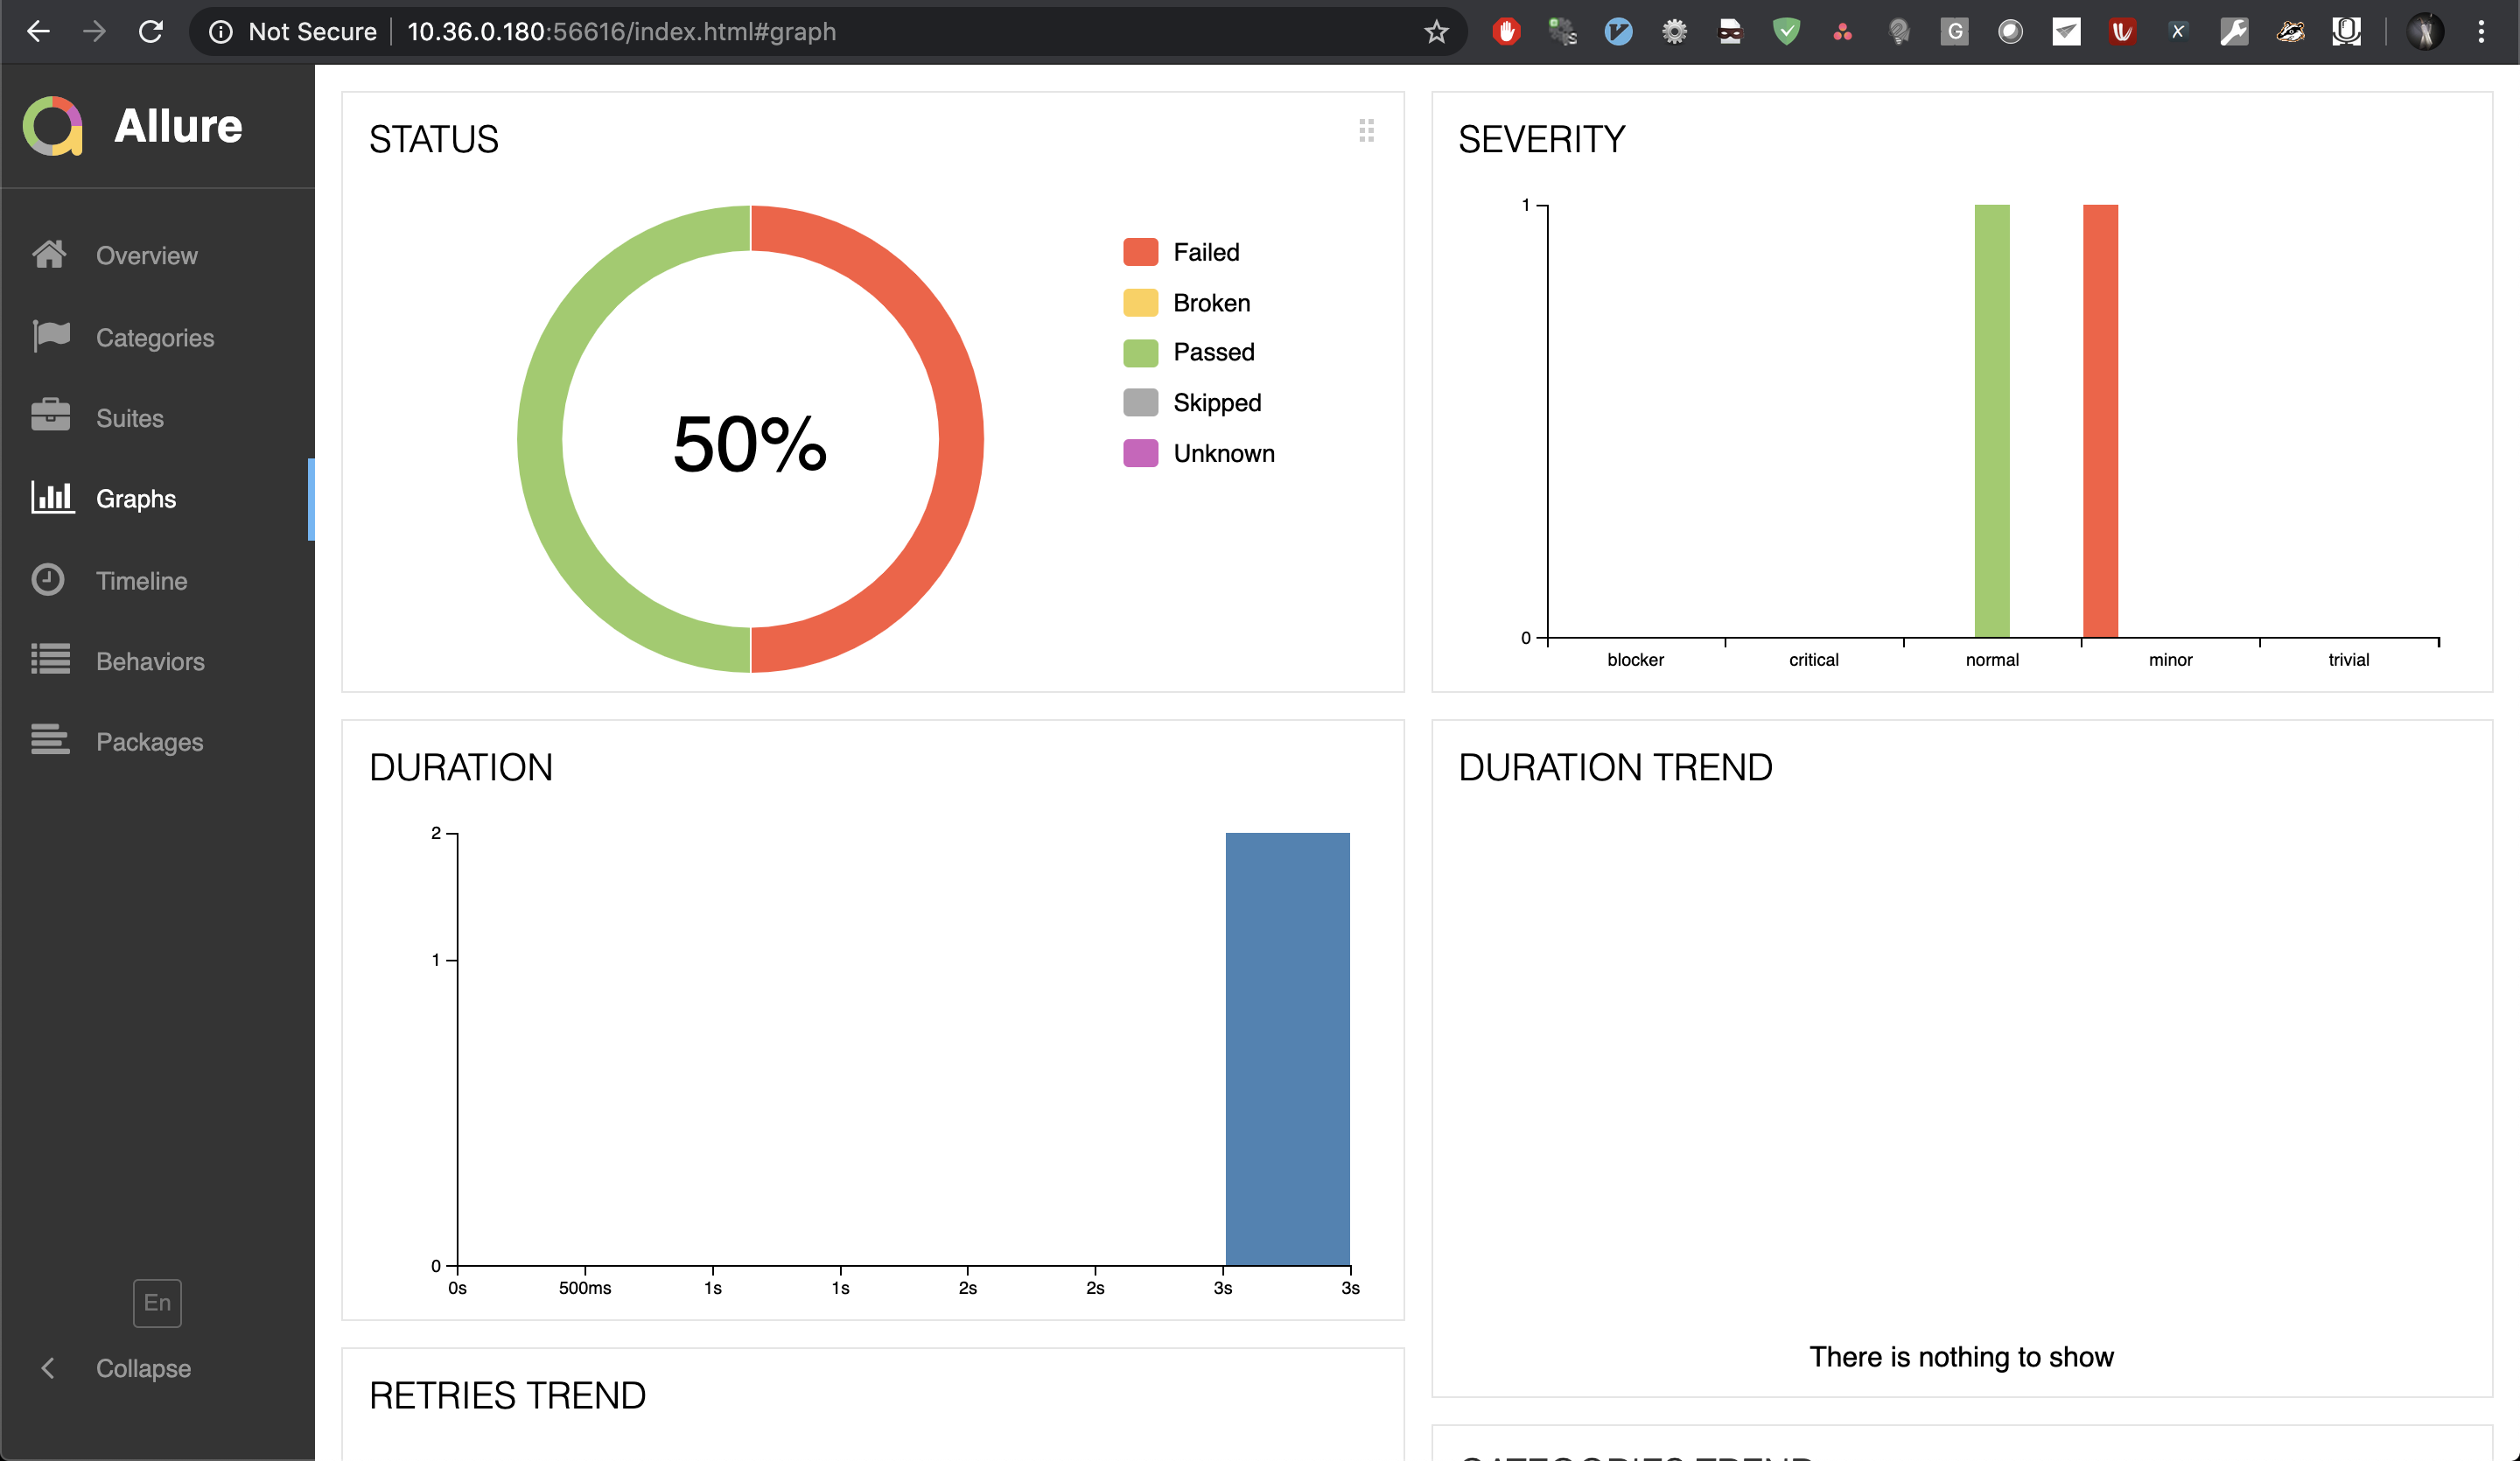 Not Secure
10.36.0.180:56616/index.html#graph
Allure
Overview
Categories
Suites
Graphs
Timeline
Behaviors
Packages
En
Collapse
STATUS
50%
Failed
Broken
Passed
Skipped
Unknown
SEVERITY
1
0
blocker critical normal minor trivial
DURATION
2
1
0
0s 500ms 1s 1s 2s 2s 3s 3s
DURATION TREND
There is nothing to show
RETRIES TREND
CATEGORIES TREND